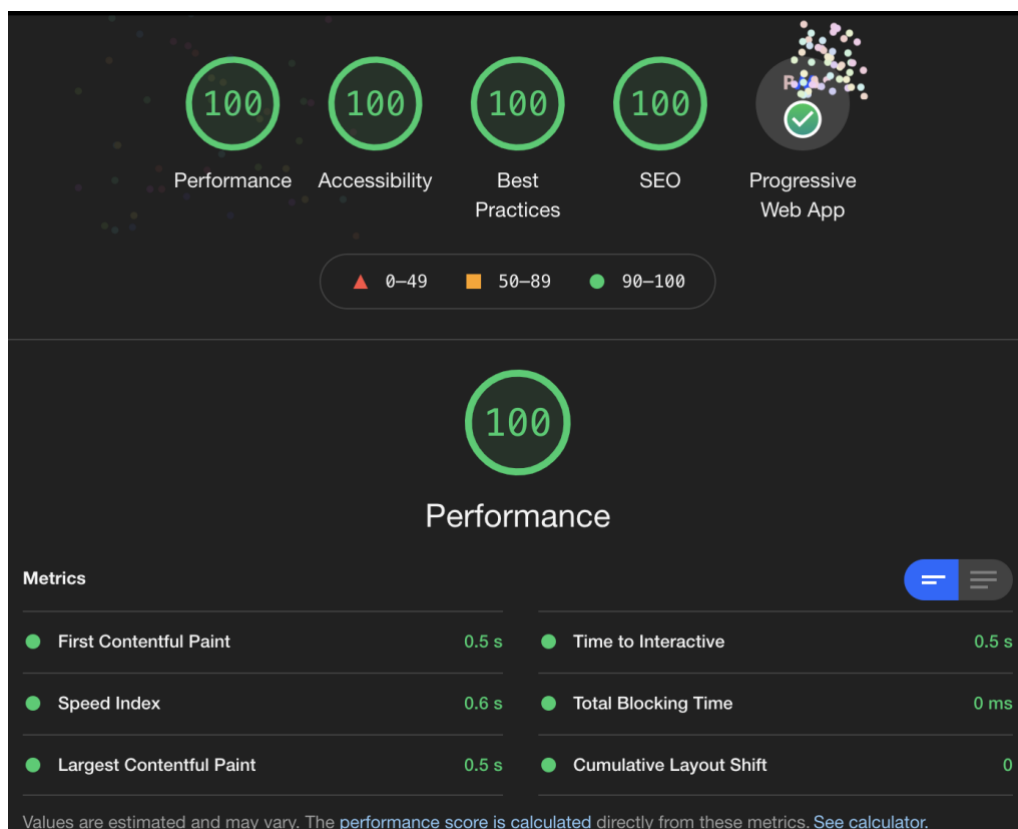 100 100 100 100
Performance Accessibility Best Practices SEO Progressive Web App
0–49 50–89 90–100
100
Performance
Metrics
First Contentful Paint 0.5 s Time to Interactive 0.5 s
Speed Index 0.6 s Total Blocking Time 0 ms
Largest Contentful Paint 0.5 s Cumulative Layout Shift 0
Values are estimated and may vary. The performance score is calculated directly from these metrics. See calculator.